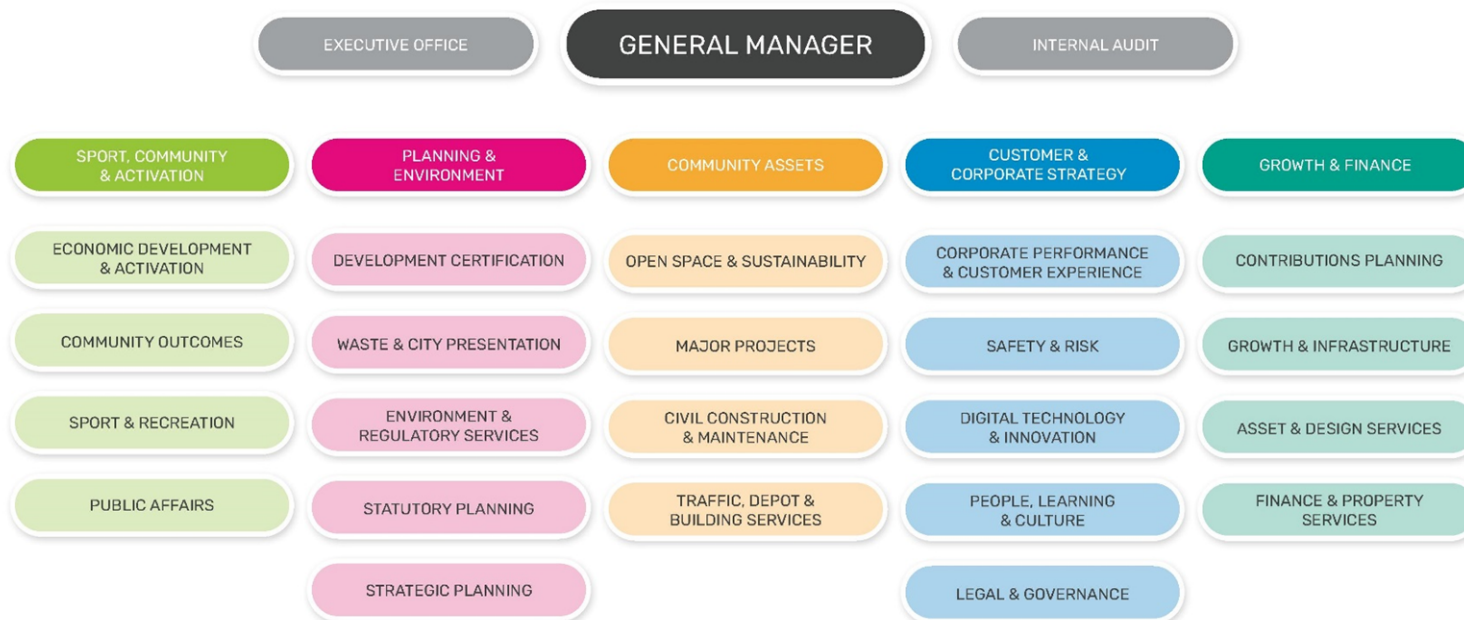 EXECUTIVE OFFICE
GENERAL MANAGER
INTERNAL AUDIT
SPORT, COMMUNITY
& ACTIVATION
PLANNING &
ENVIRONMENT
COMMUNITY ASSETS
CUSTOMER &
CORPORATE STRATEGY
GROWTH & FINANCE
ECONOMIC DEVELOPMENT
& ACTIVATION
DEVELOPMENT CERTIFICATION
OPEN SPACE & SUSTAINABILITY
CORPORATE PERFORMANCE
& CUSTOMER EXPERIENCE
CONTRIBUTIONS PLANNING
COMMUNITY OUTCOMES
WASTE & CITY PRESENTATION
MAJOR PROJECTS
SAFETY & RISK
GROWTH & INFRASTRUCTURE
SPORT & RECREATION
ENVIRONMENT &
REGULATORY SERVICES
CIVIL CONSTRUCTION
& MAINTENANCE
DIGITAL TECHNOLOGY
& INNOVATION
ASSET & DESIGN SERVICES
PUBLIC AFFAIRS
STATUTORY PLANNING
TRAFFIC, DEPOT &
BUILDING SERVICES
PEOPLE, LEARNING
& CULTURE
FINANCE & PROPERTY
SERVICES
STRATEGIC PLANNING
LEGAL & GOVERNANCE